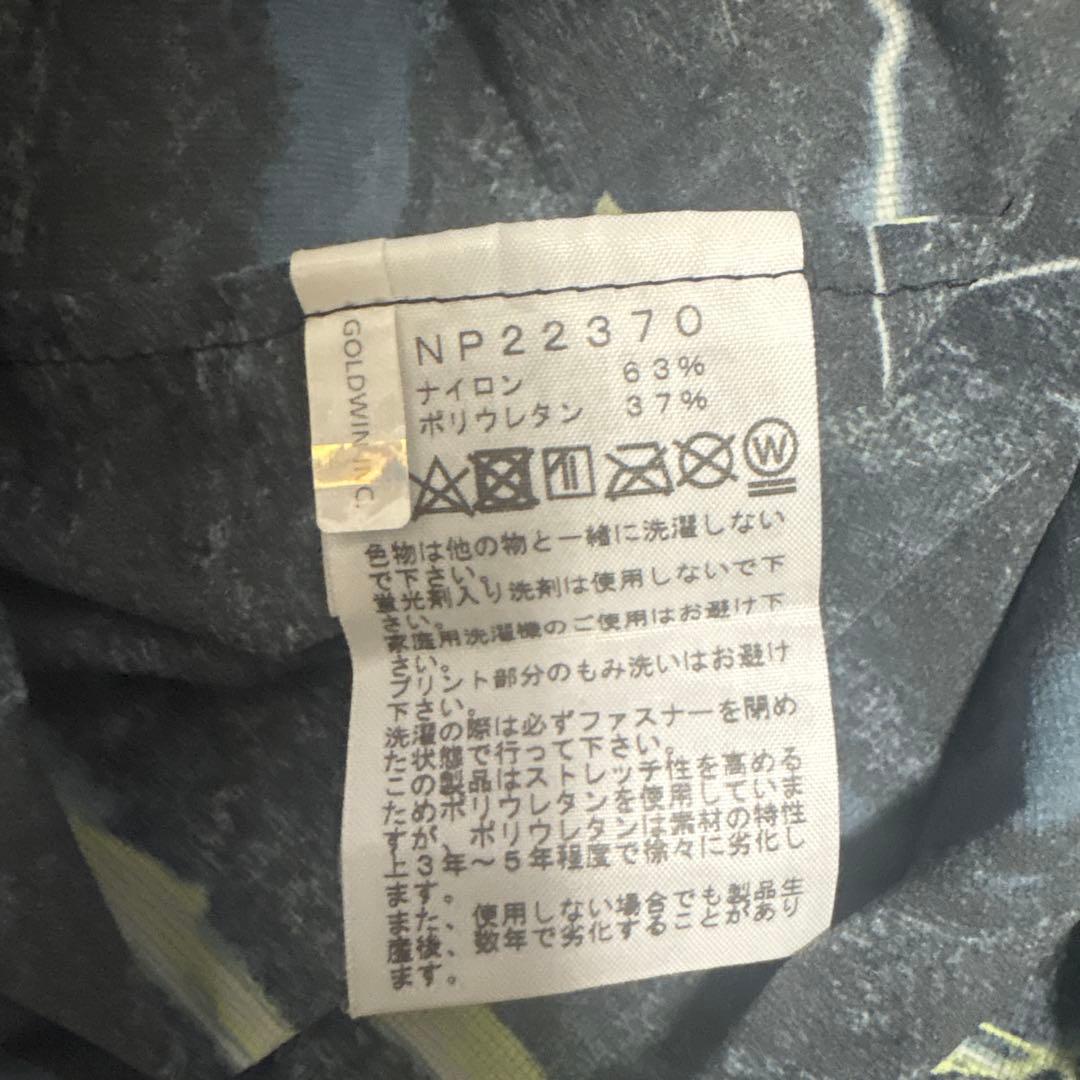 GOLDWIN INC.
NP22370
ナイロン 63%
ポリウレタン 37%
W
色物は他の物と一緒に洗濯しない
で下さい。
蛍光剤入り洗剤は使用しないで下
さい。
家庭用洗濯機のご使用はお避け下
さい。
プリント部分のもみ洗いはお避け
下さい。
洗濯の際は必ずファスナーを閉め
た状態で行って下さい。
この製品はストレッチ性を高める
ためポリウレタンを使用していま
すが、ポリウレタンは素材の特性
上3年～5年程度で徐々に劣化し
ます。
また、使用しない場合でも製品生
産後、数年で劣化することがあり
ます。